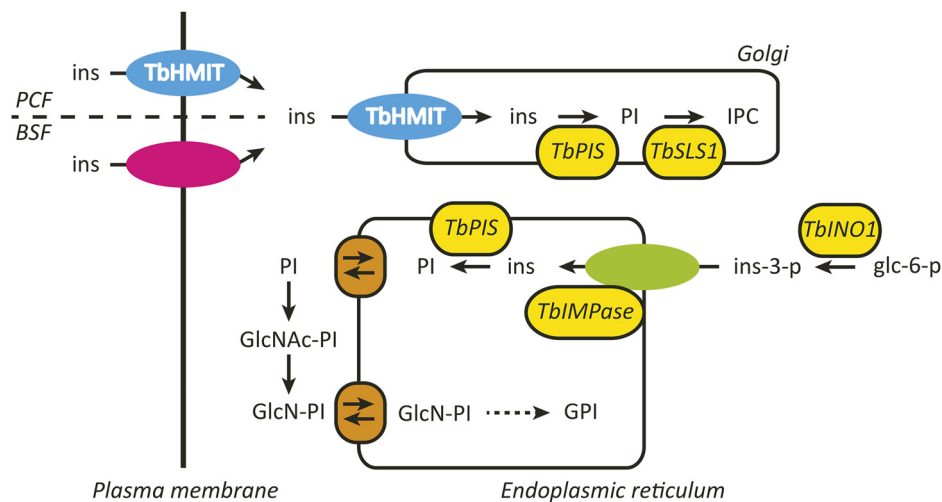 Golgi
ins TbHMIT
PCF
BSF
ins TbHMIT ins PI IPC
ins
TbPIS TbSLS1
TbPIS TbINO1
PI PI ins ins-3-p glc-6-p
TbIMPase
GlcNAc-PI
GlcN-PI GlcN-PI GPI
Plasma membrane Endoplasmic reticulum